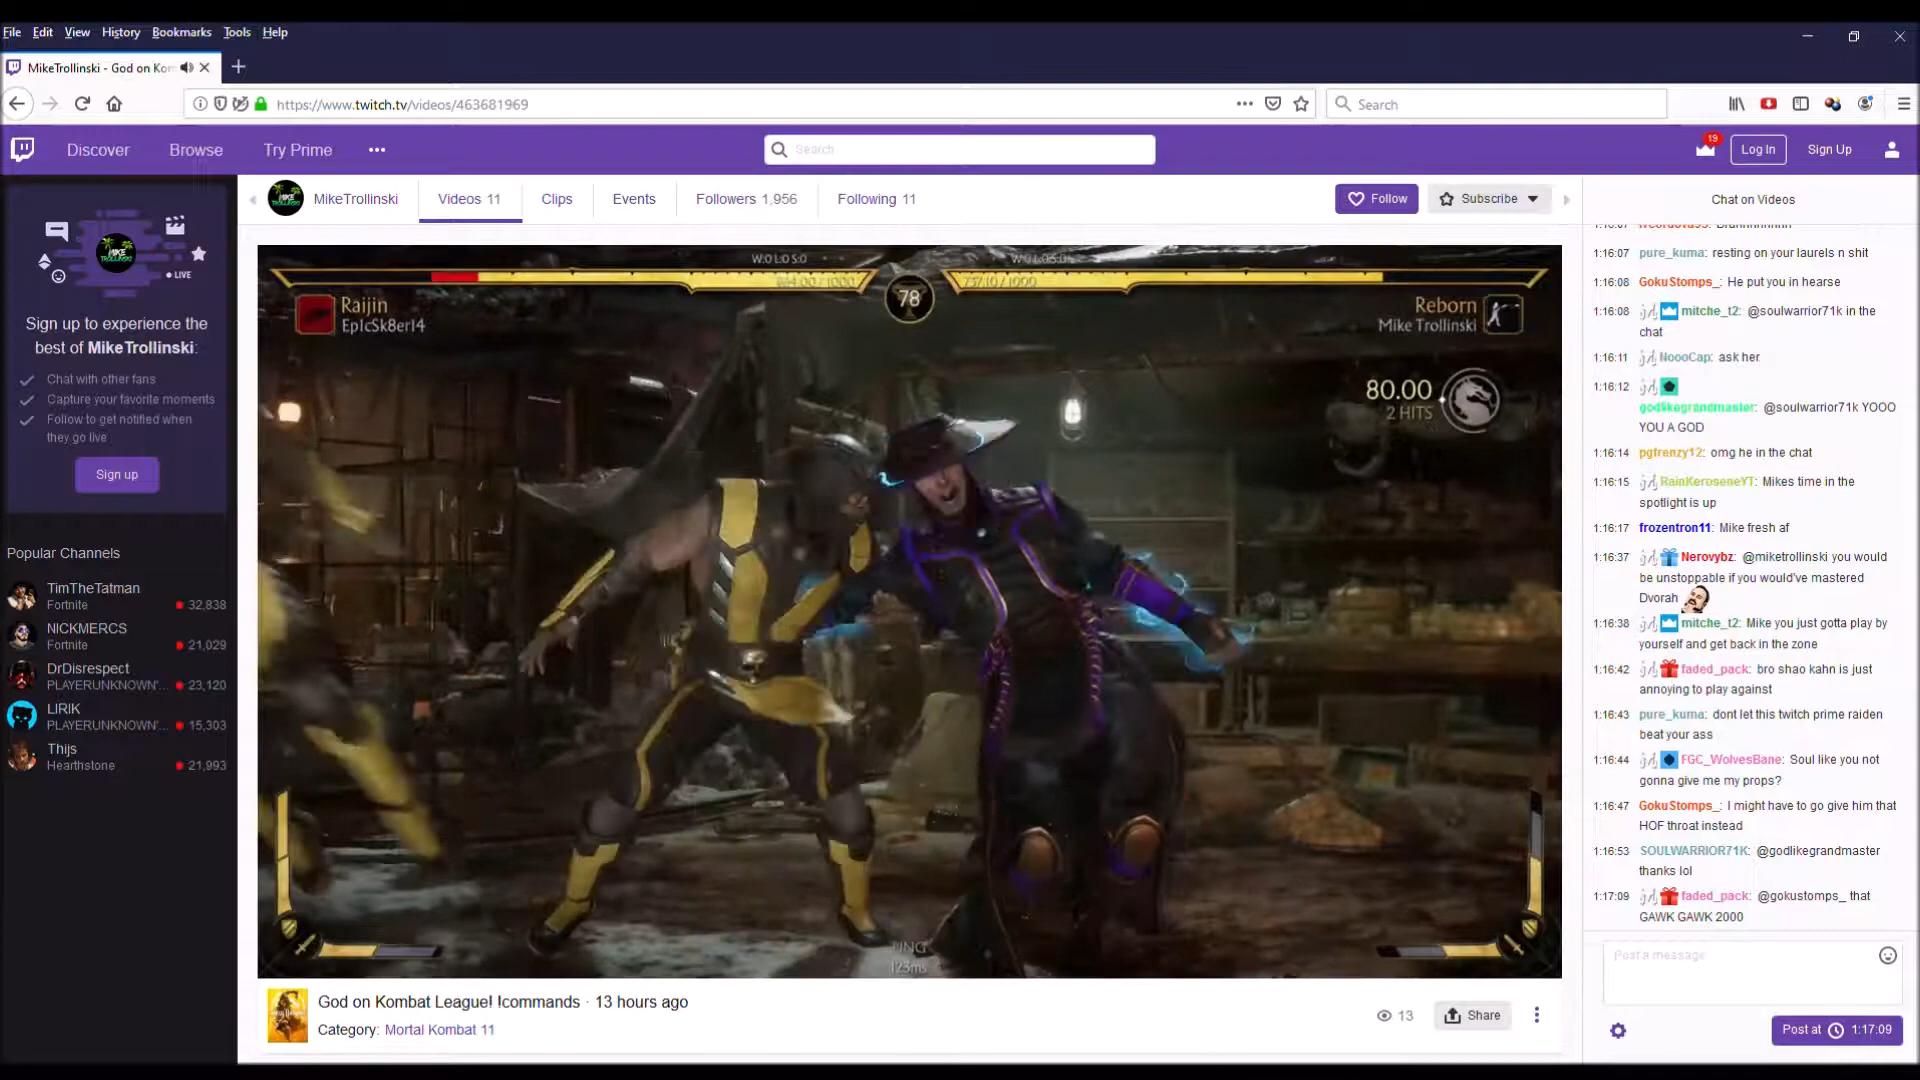 File Edit View History Bookmarks Tools Help
MikeTrollinski - God on Kom
https://www.twitch.tv/videos/463681969
Search
Discover Browse Try Prime
Search
19
Log In
Sign Up
MikeTrollinski
Videos 11
Clips
Events
Followers 1,956
Following 11
Follow
Subscribe
Chat on Videos
LIVE
Sign up to experience the
best of MikeTrollinski:
Chat with other fans
Capture your favorite moments
Follow to get notified when
they go live
Sign up
Popular Channels
TimTheTatman
Fortnite 32,838
NICKMERCS
Fortnite 21,029
DrDisrespect
PLAYERUNKNOWN'... 23,120
LIRIK
PLAYERUNKNOWN'... 15,303
Thijs
Hearthstone 21,993
78
Raijin
Ep1cSk8er14
Reborn
Mike Trollinski
80.00
2 HITS
123ms
God on Kombat League! !commands · 13 hours ago
Category: Mortal Kombat 11
13
Share
1:16:07 pure_kuma: resting on your laurels n shit
1:16:08 GokuStomps_: He put you in hearse
1:16:08 mitche_t2: @soulwarrior71k in the
chat
1:16:11 NoooCap: ask her
1:16:12
godlikegrandmaster: @soulwarrior71k YOOO
YOU A GOD
1:16:14 pgfrenzy12: omg he in the chat
1:16:15 RainKeroseneYT: Mikes time in the
spotlight is up
1:16:17 frozentron11: Mike fresh af
1:16:37 Nerovybz: @miketrollinski you would
be unstoppable if you would've mastered
Dvorah
1:16:38 mitche_t2: Mike you just gotta play by
yourself and get back in the zone
1:16:42 faded_pack: bro shao kahn is just
annoying to play against
1:16:43 pure_kuma: dont let this twitch prime raiden
beat your ass
1:16:44 FGC_WolvesBane: Soul like you not
gonna give me my props?
1:16:47 GokuStomps_: I might have to go give him that
HOF throat instead
1:16:53 SOULWARRIOR71K: @godlikegrandmaster
thanks lol
1:17:09 faded_pack: @gokustomps_ that
GAWK GAWK 2000
Post a message
Post at 1:17:09